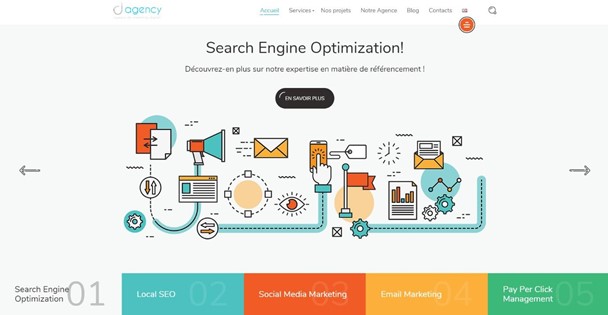 d agency
Accueil Services Nos projets Notre Agence Blog Contacts
Search Engine Optimization!
Découvrez-en plus sur notre expertise en matière de référencement !
EN SAVOIR PLUS
Search Engine
Optimization 01
Local SEO 02
Social Media Marketing 03
Email Marketing 04
Pay Per Click
Management 05